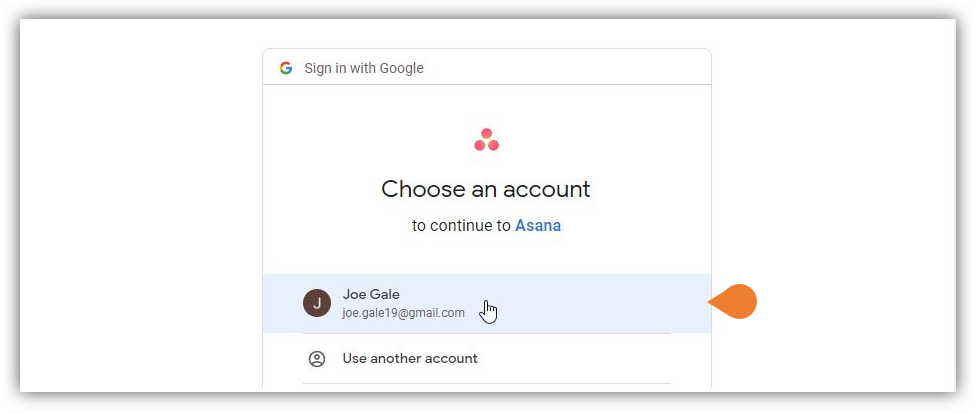 Sign in with Google
Choose an account
to continue to Asana
J
Joe Gale
joe.gale19@gmail.com
Use another account